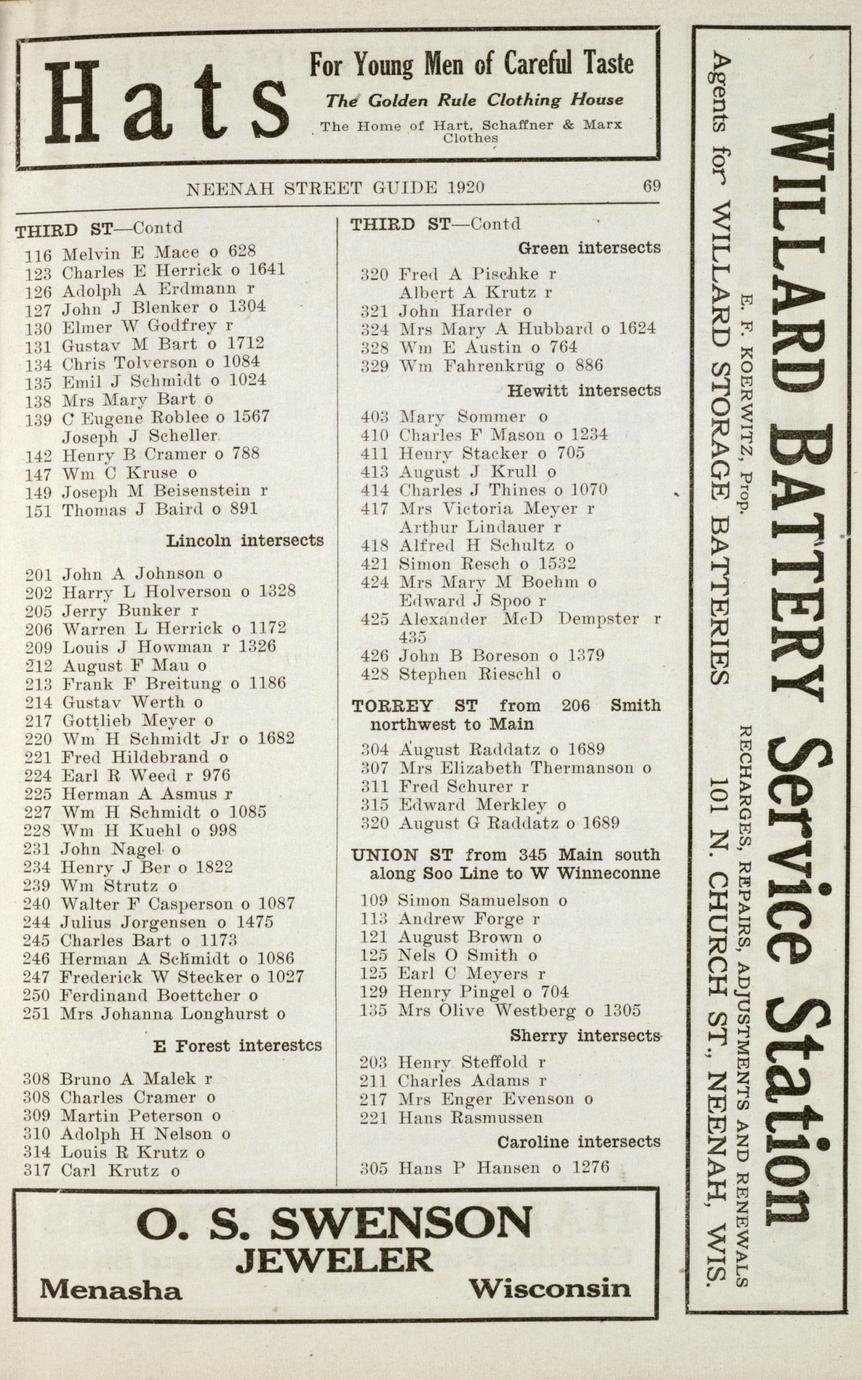 Hats
For Young Men of Careful Taste
The Golden Rule Clothing House
The Home of Hart, Schaffner & Marx
Clothes
NEENAH STREET GUIDE 1920 69
THIRD ST—Contd
116 Melvin E Mace o 628
123 Charles E Herrick o 1641
126 Adolph A Erdmann r
127 John J Blenker o 1304
130 Elmer W Godfrey r
131 Gustav M Bart o 1712
134 Chris Tolverson o 1084
135 Emil J Schmidt o 1024
138 Mrs Mary Bart o
139 C Eugene Roblee o 1567
Joseph J Scheller
142 Henry B Cramer o 788
147 Wm C Kruse o
149 Joseph M Beisenstein r
151 Thomas J Baird o 891
Lincoln intersects
201 John A Johnson o
202 Harry L Holverson o 1328
205 Jerry Bunker r
206 Warren L Herrick o 1172
209 Louis J Howman r 1326
212 August F Mau o
213 Frank F Breitung o 1186
214 Gustav Werth o
217 Gottlieb Meyer o
220 Wm H Schmidt Jr o 1682
221 Fred Hildebrand o
224 Earl R Weed r 976
225 Herman A Asmus r
227 Wm H Schmidt o 1085
228 Wm H Kuehl o 998
231 John Nagel o
234 Henry J Ber o 1822
239 Wm Strutz o
240 Walter F Casperson o 1087
244 Julius Jorgensen o 1475
245 Charles Bart o 1173
246 Herman A Schmidt o 1086
247 Frederick W Stecker o 1027
250 Ferdinand Boettcher o
251 Mrs Johanna Longhurst o
E Forest interestcs
308 Bruno A Malek r
308 Charles Cramer o
309 Martin Peterson o
310 Adolph H Nelson o
314 Louis R Krutz o
317 Carl Krutz o
THIRD ST—Contd
Green intersects
320 Fred A Pischke r
Albert A Krutz r
321 John Harder o
324 Mrs Mary A Hubbard o 1624
328 Wm E Austin o 764
329 Wm Fahrenkrug o 886
Hewitt intersects
403 Mary Sommer o
410 Charles F Mason o 1234
411 Henry Stacker o 705
413 August J Krull o
414 Charles J Thines o 1070
417 Mrs Victoria Meyer r
Arthur Lindauer r
418 Alfred H Schultz o
421 Simon Resch o 1532
424 Mrs Mary M Boehm o
Edward J Spoo r
425 Alexander McD Dempster r
435
426 John B Boreson o 1379
428 Stephen Rieschl o
TORREY ST from 206 Smith
northwest to Main
304 August Raddatz o 1689
307 Mrs Elizabeth Thermanson o
311 Fred Schurer r
315 Edward Merkley o
320 August G Raddatz o 1689
UNION ST from 345 Main south
along Soo Line to W Winneconne
109 Simon Samuelson o
113 Andrew Forge r
121 August Brown o
125 Nels O Smith o
125 Earl C Meyers r
129 Henry Pingel o 704
135 Mrs Olive Westberg o 1305
Sherry intersects
203 Henry Steffold r
211 Charles Adams r
217 Mrs Enger Evenson o
221 Hans Rasmussen
Caroline intersects
305 Hans P Hansen o 1276
O. S. SWENSON
JEWELER
Menasha Wisconsin
WILLARD BATTERY Service Station
E. F. KOERWITZ, Prop. RECHARGES, REPAIRS, ADJUSTMENTS AND RENEWALS
Agents for WILLARD STORAGE BATTERIES 101 N. CHURCH ST., NEENAH, WIS.